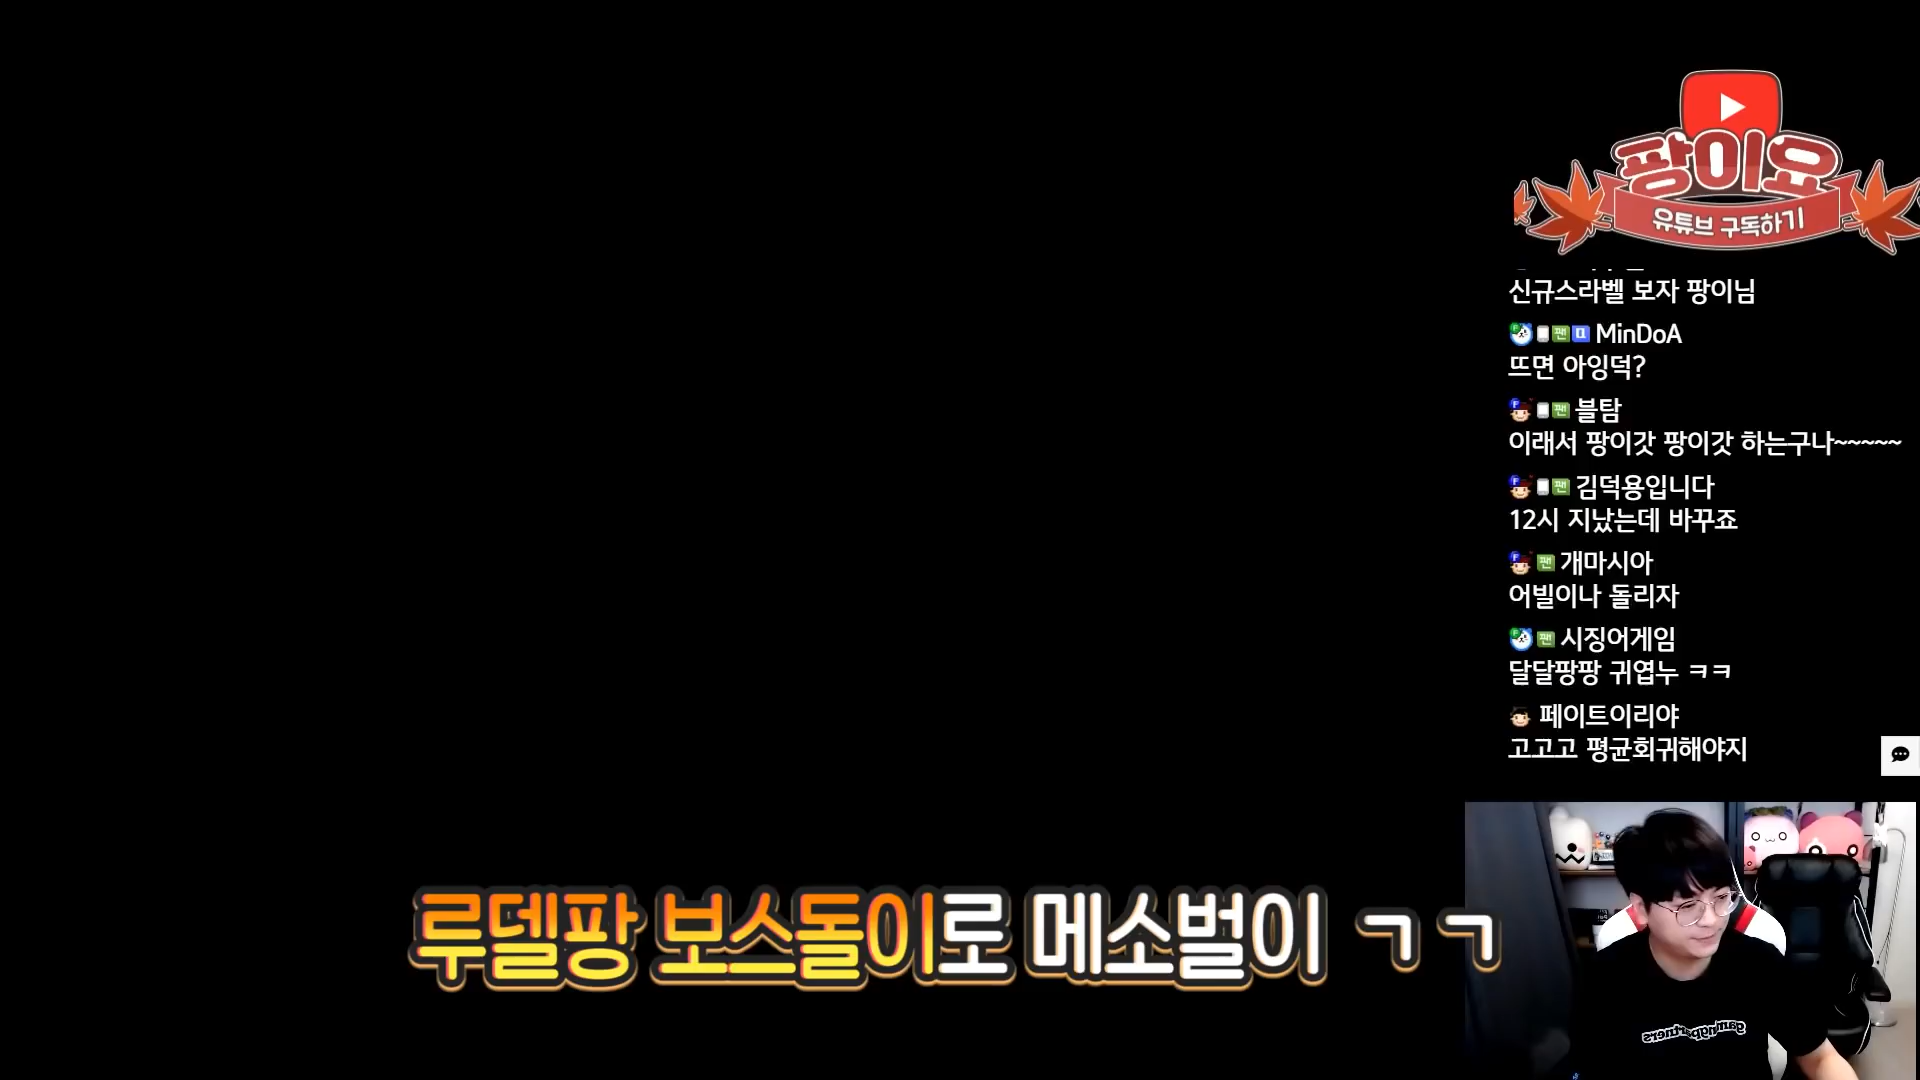 팡이요
유튜브 구독하기
신규스라벨 보자 팡이님
MinDoA
뜨면 아잉덕?
블탐
이래서 팡이갓 팡이갓 하는구나~~~~~
김덕용입니다
12시 지났는데 바꾸죠
개마시아
어빌이나 돌리자
시징어게임
달달팡팡 귀엽누 ㅋㅋ
페이트이리야
고고고 평균회귀해야지
루델팡 보스돌이로 메소벌이 ㄱㄱ